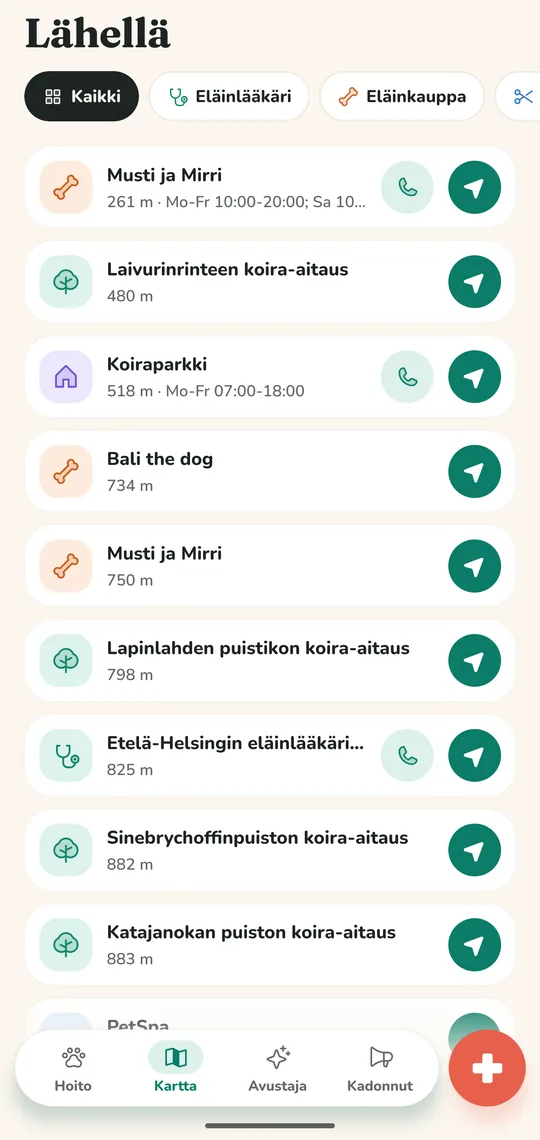 Lähellä
Kaikki
Eläinlääkäri
Eläinkauppa
Musti ja Mirri
261 m · Mo-Fr 10:00-20:00; Sa 10...
Laivurinrinteen koira-aitaus
480 m
Koiraparkki
518 m · Mo-Fr 07:00-18:00
Bali the dog
734 m
Musti ja Mirri
750 m
Lapinlahden puistikon koira-aitaus
798 m
Etelä-Helsingin eläinlääkäri...
825 m
Sinebrychoffinpuiston koira-aitaus
882 m
Katajanokan puiston koira-aitaus
883 m
PetSpa
Hoito
Kartta
Avustaja
Kadonnut